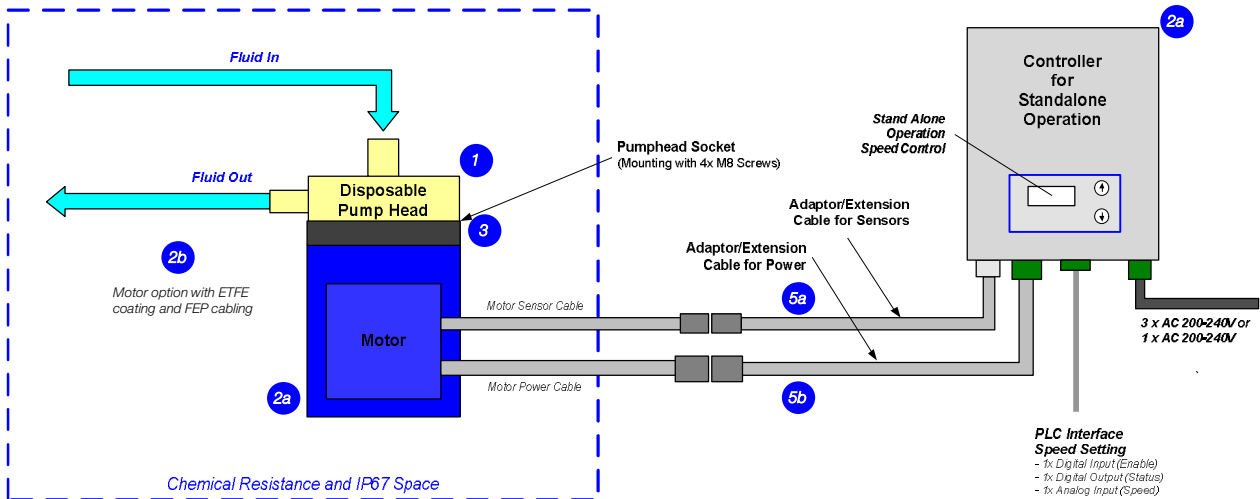 Fluid In
Fluid Out
1
Disposable
Pump Head
3
Pumphead Socket
(Mounting with 4x M8 Screws)
2b
Motor option with ETFE
coating and FEP cabling
Motor
2a
Motor Sensor Cable
Motor Power Cable
Chemical Resistance and IP67 Space
5a
5b
Adaptor/Extension
Cable for Sensors
Adaptor/Extension
Cable for Power
Stand Alone
Operation
Speed Control
2a
Controller
for
Standalone
Operation
3 x AC 200-240V or
1 x AC 200-240V
PLC Interface
Speed Setting
- 1x Digital Input (Enable)
- 1x Digital Output (Status)
- 1x Analog Input (Speed)